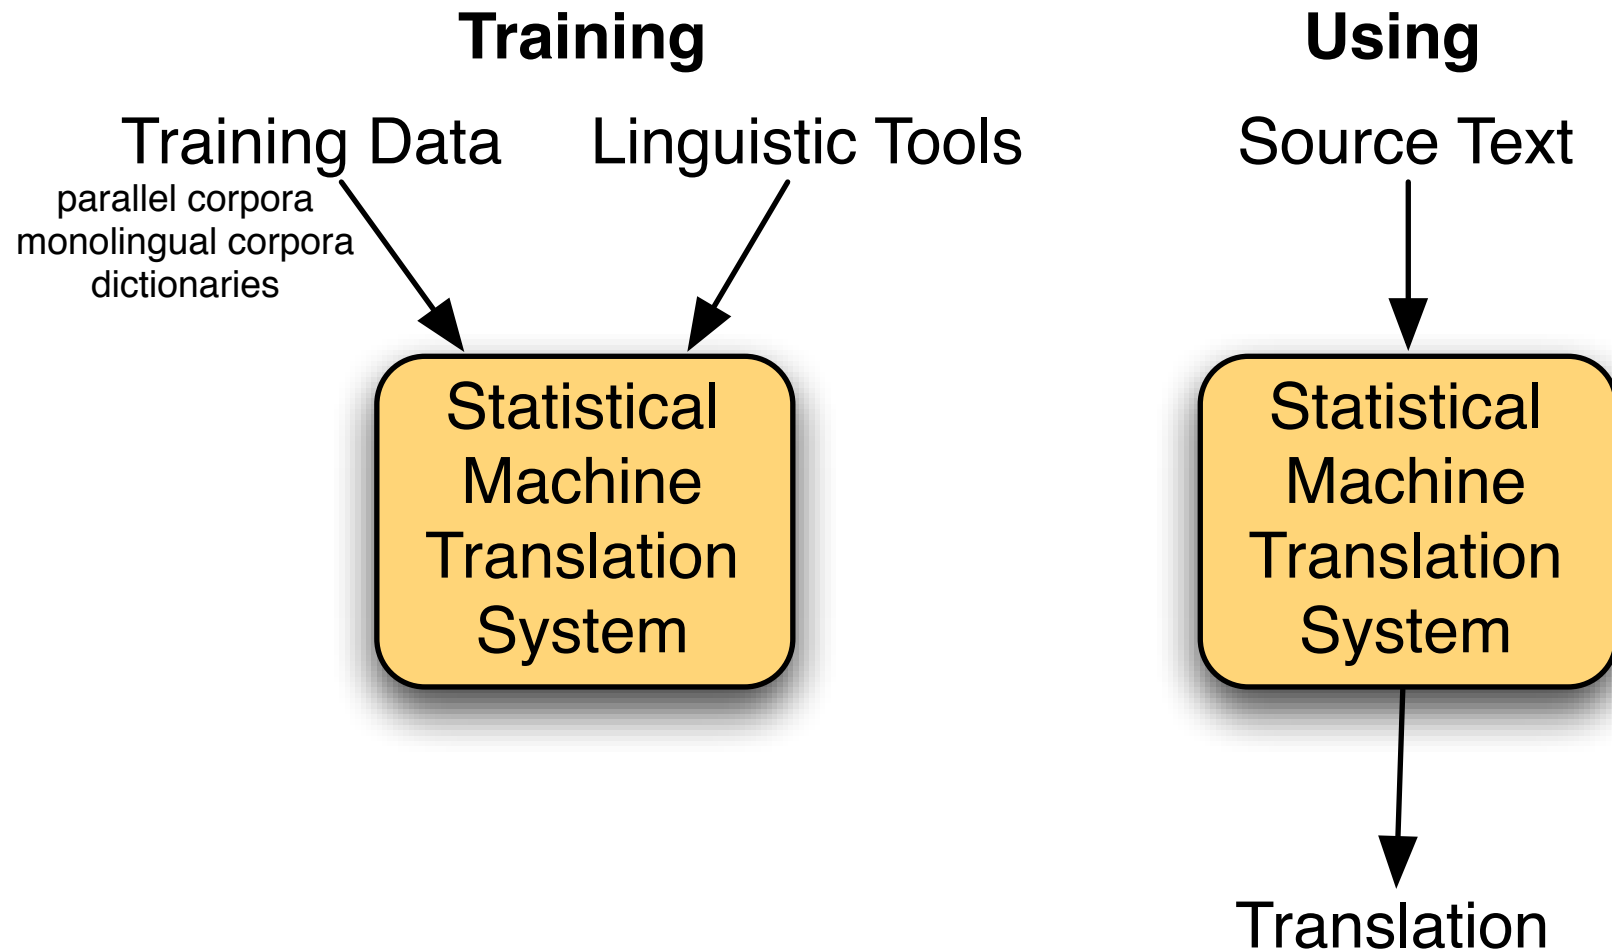 Training
Training Data
parallel corpora
monolingual corpora
dictionaries
Linguistic Tools
Statistical
Machine
Translation
System
Using
Source Text
Statistical
Machine
Translation
System
Translation